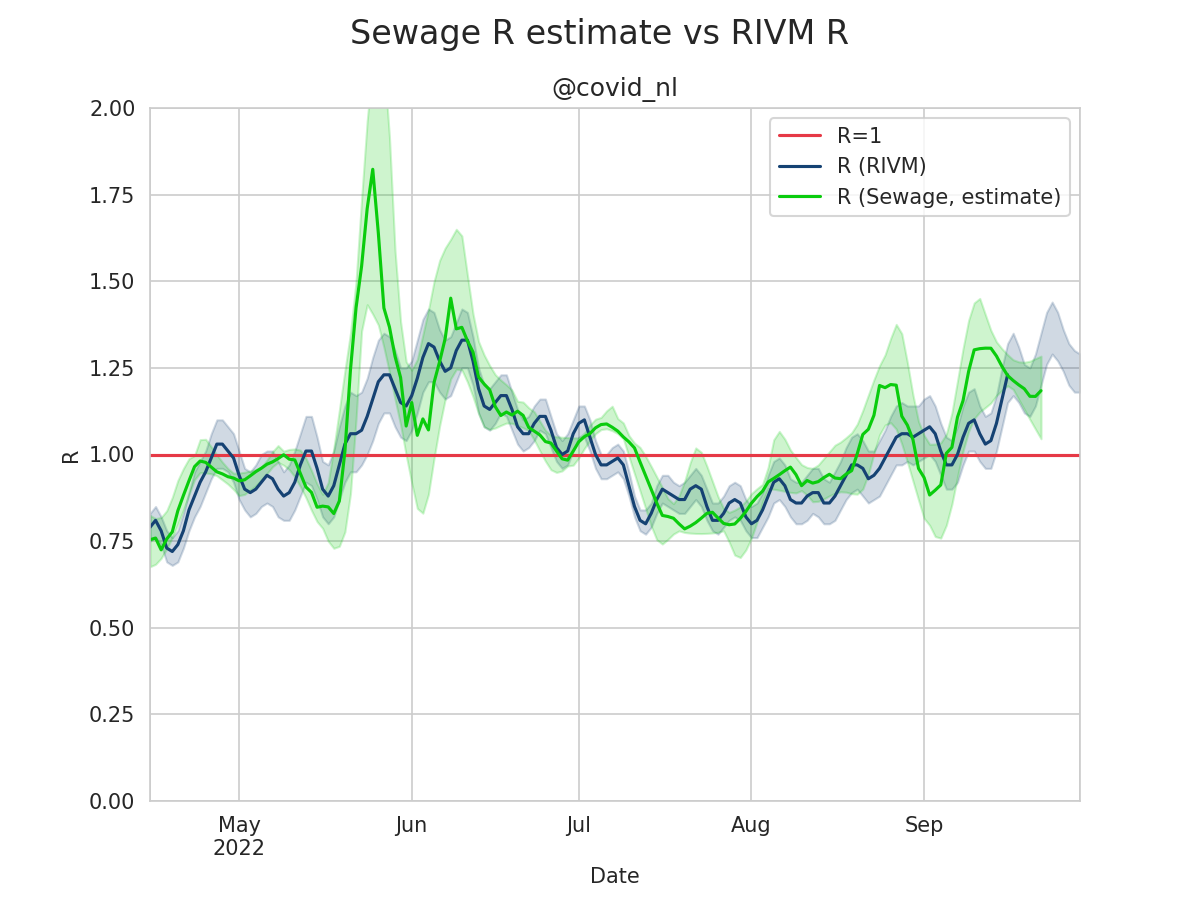 Sewage R estimate vs RIVM R
@covid_nl
R=1
R (RIVM)
R (Sewage, estimate)
2.00
1.75
1.50
1.25
1.00
0.75
0.50
0.25
0.00
R
May
2022
Jun
Jul
Aug
Sep
Date